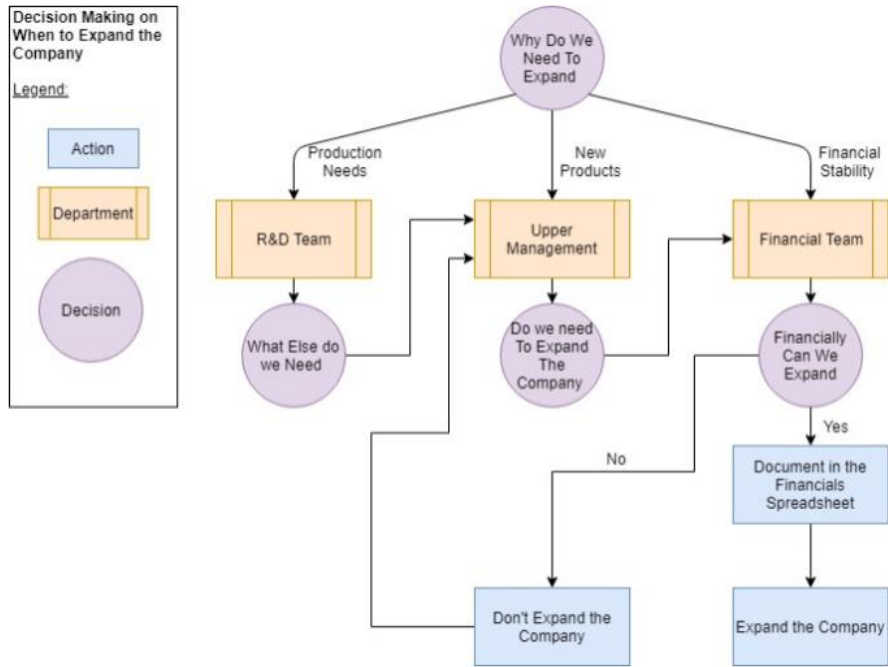 Decision Making on
When to Expand the
Company
Legend:
Action
Department
Decision
Why Do We
Need To
Expand
Production
Needs
New
Products
Financial
Stability
R&D Team
Upper
Management
Financial Team
What Else do
we Need
Do we need
To Expand
The
Company
Financially
Can We
Expand
Yes
No
Document in the
Financials
Spreadsheet
Don't Expand the
Company
Expand the Company